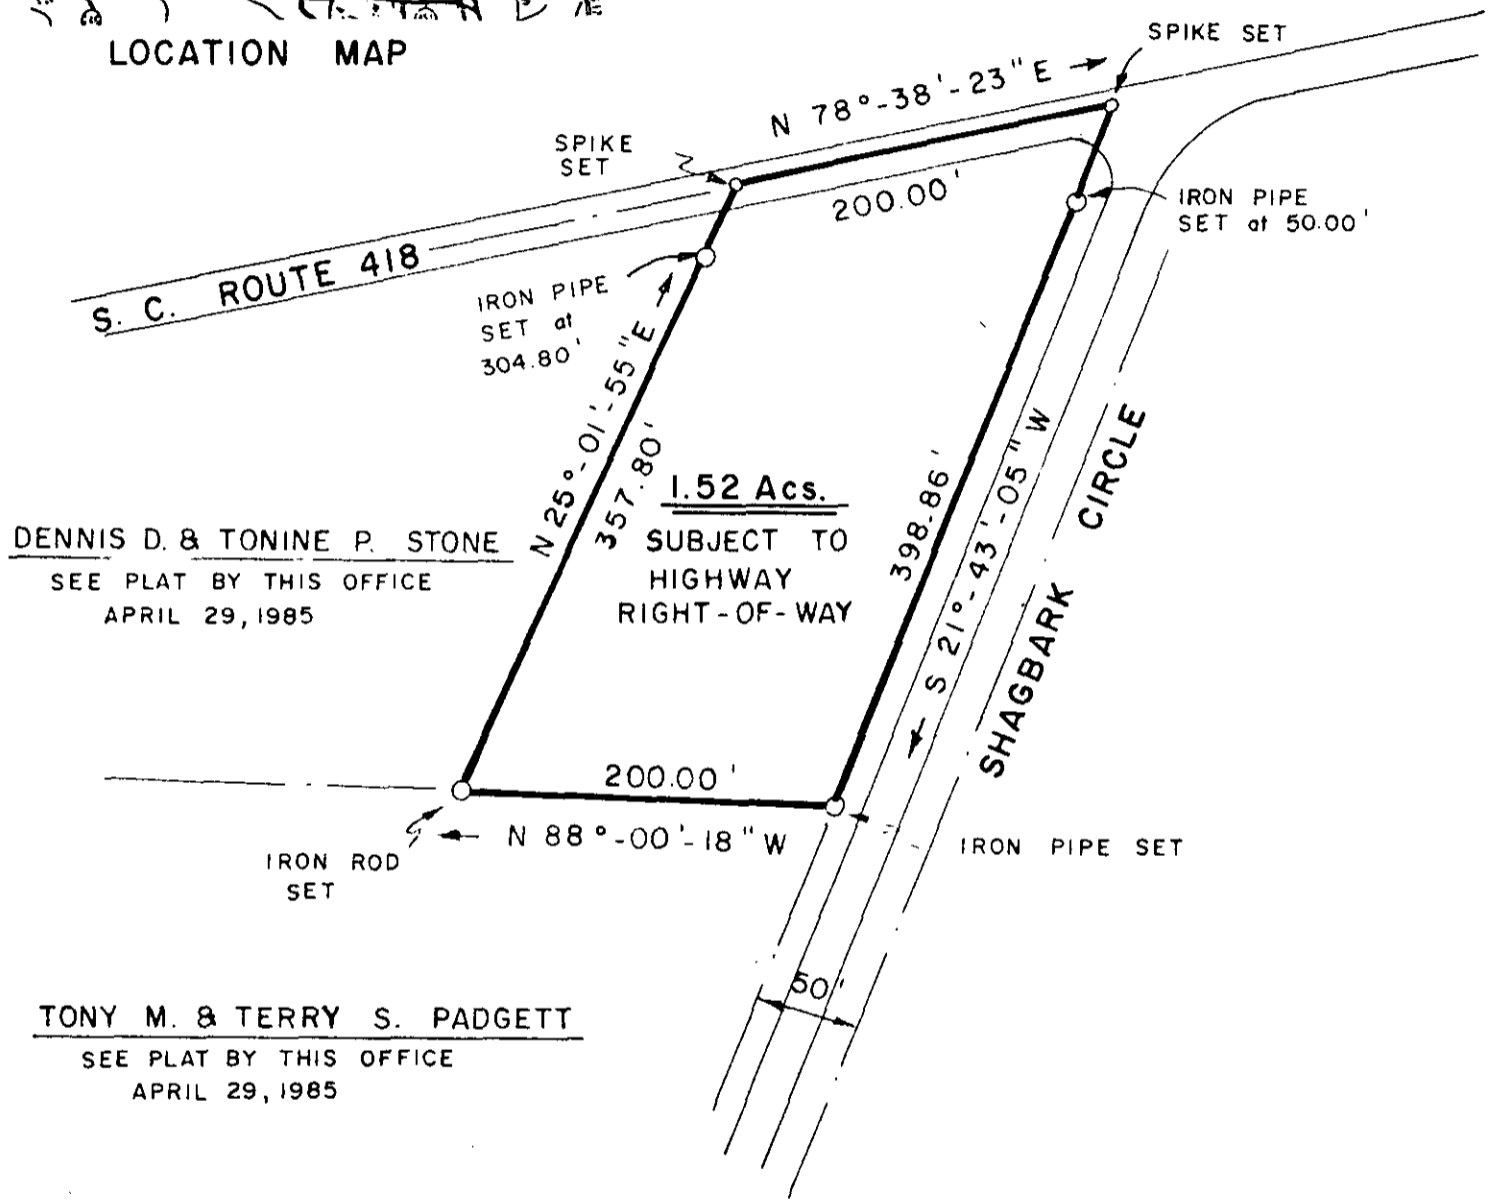 LOCATION MAP
SPIKE SET
N 78°-38'-23" E
SPIKE
SET
200.00'
IRON PIPE
SET at 50.00'
S. C. ROUTE 418
IRON PIPE
SET at
304.80'
N 25°-01'-55" E
357.80'
1.52 Acs.
SUBJECT TO
HIGHWAY
RIGHT-OF-WAY
398.86'
S 21°-43'-05" W
SHAGBARK CIRCLE
DENNIS D. & TONINE P. STONE
SEE PLAT BY THIS OFFICE
APRIL 29, 1985
200.00'
N 88°-00'-18" W
IRON ROD
SET
IRON PIPE SET
50'
TONY M. & TERRY S. PADGETT
SEE PLAT BY THIS OFFICE
APRIL 29, 1985